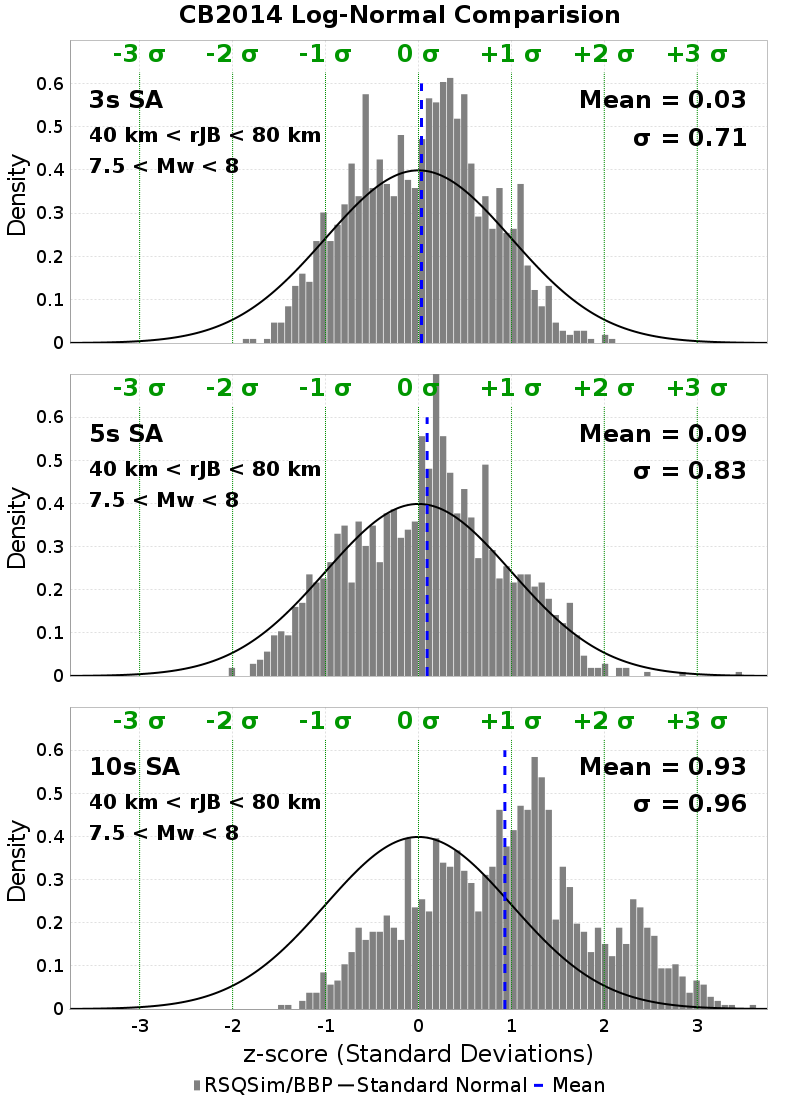 CB2014 Log-Normal Comparision
-3 σ -2 σ -1 σ 0 σ +1 σ +2 σ +3 σ
0.6
3s SA Mean = 0.03
0.5
40 km < rJB < 80 km σ = 0.71
7.5 < Mw < 8
0.4
Density
0.3
0.2
0.1
0
-3 σ -2 σ -1 σ 0 σ +1 σ +2 σ +3 σ
0.6
5s SA Mean = 0.09
0.5
40 km < rJB < 80 km σ = 0.83
7.5 < Mw < 8
0.4
Density
0.3
0.2
0.1
0
-3 σ -2 σ -1 σ 0 σ +1 σ +2 σ +3 σ
0.6
10s SA Mean = 0.93
0.5
40 km < rJB < 80 km σ = 0.96
7.5 < Mw < 8
0.4
Density
0.3
0.2
0.1
0
-3 -2 -1 0 1 2 3
z-score (Standard Deviations)
RSQSim/BBP Standard Normal Mean